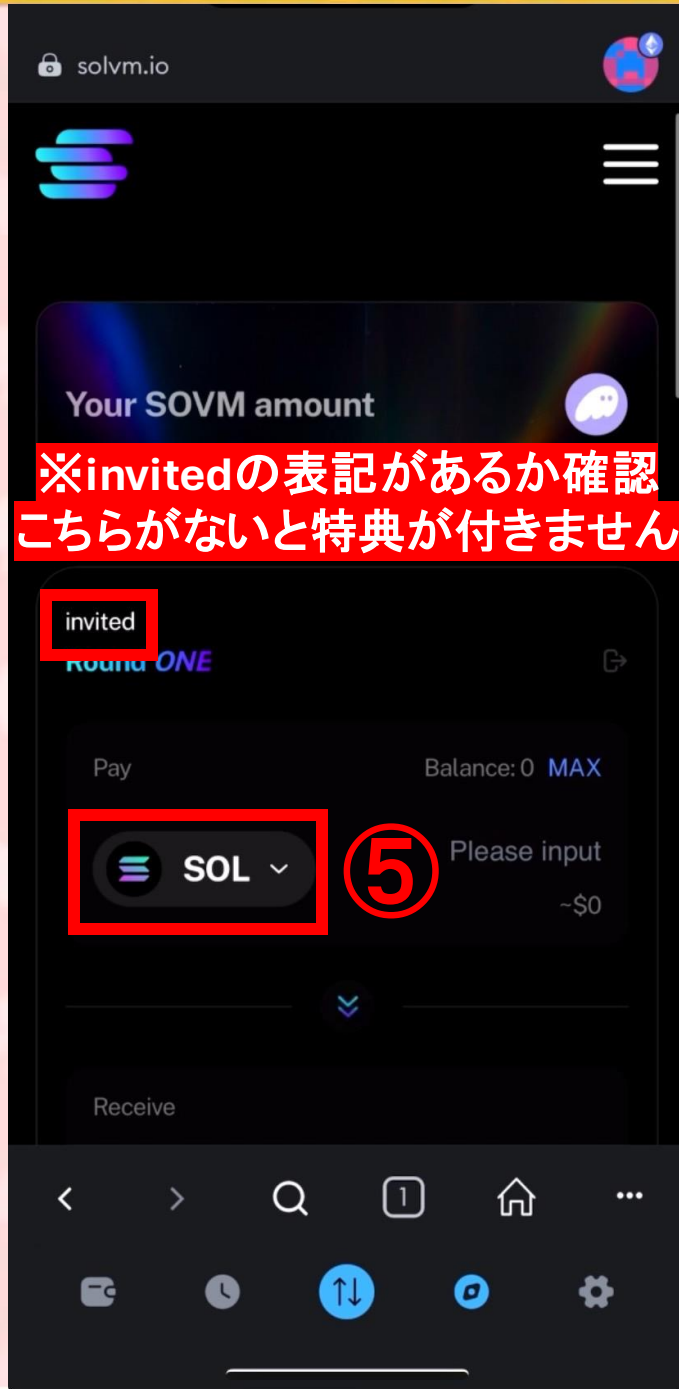 solvm.io
Your SOVM amount
※invitedの表記があるか確認
こちらがないと特典が付きません
invited
Round ONE
Pay
Balance: 0 MAX
SOL
⑤
Please input
~$0
Receive
1